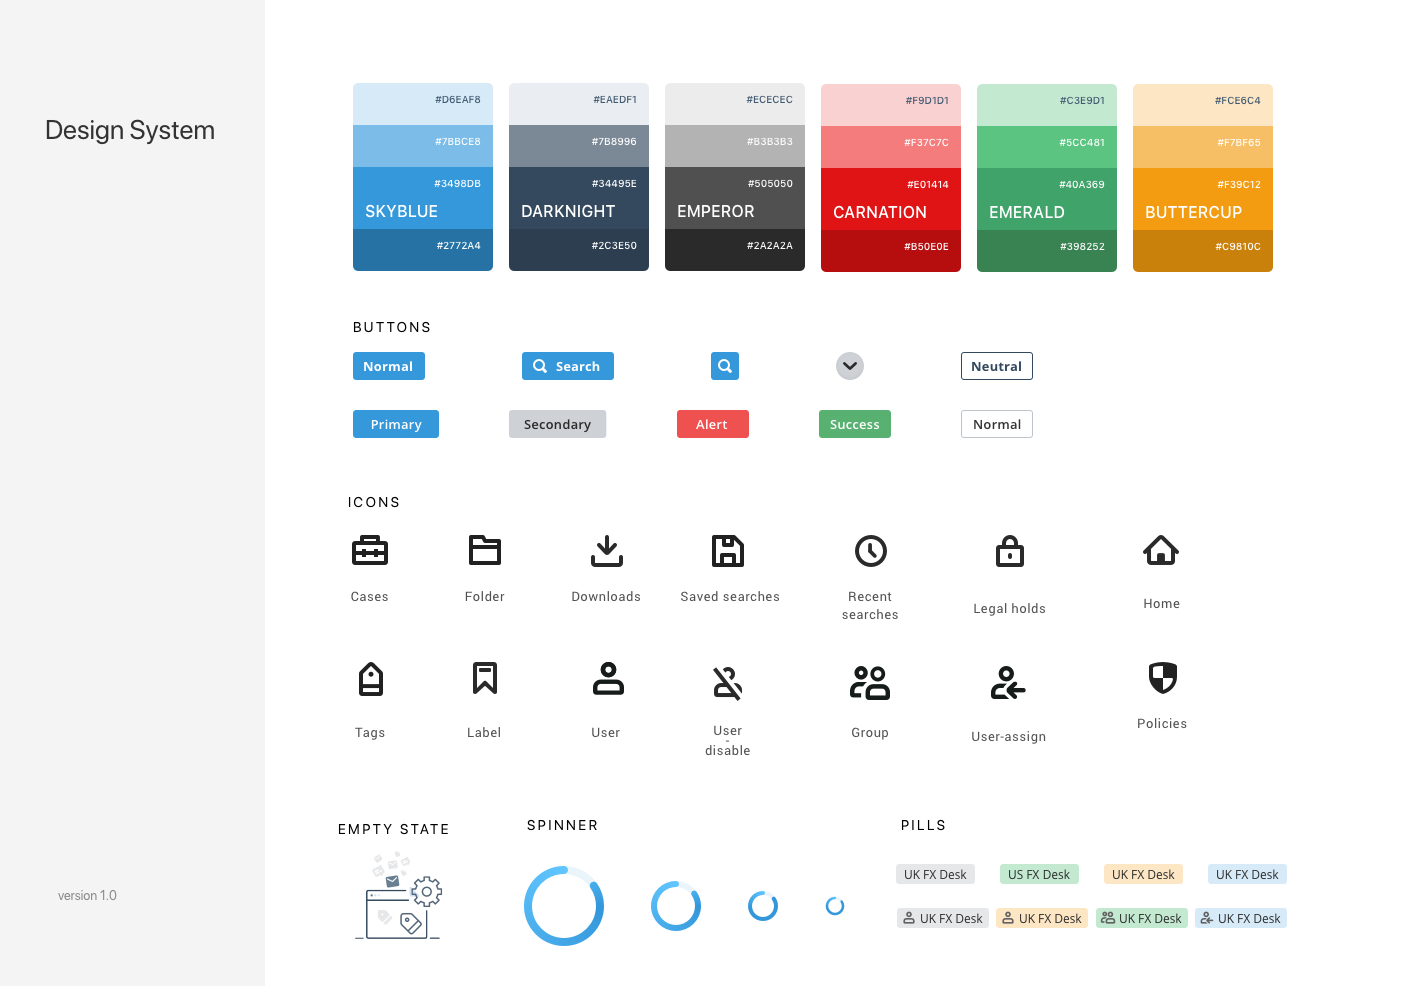 Design System
version 1.0
#D6EAF8
#7BBCE8
#3498DB
SKYBLUE
#2772A4
#EAEDF1
#7B8996
#34495E
DARKNIGHT
#2C3E50
#ECECEC
#B3B3B3
#505050
EMPEROR
#2A2A2A
#F9D1D1
#F37C7C
#E01414
CARNATION
#B50E0E
#C3E9D1
#5CC481
#40A369
EMERALD
#398252
#FCE6C4
#F7BF65
#F39C12
BUTTERCUP
#C9810C
BUTTONS
Normal
Search
Neutral
Primary
Secondary
Alert
Success
Normal
ICONS
Cases
Folder
Downloads
Saved searches
Recent
searches
Legal holds
Home
Tags
Label
User
User
-
disable
Group
User-assign
Policies
EMPTY STATE
SPINNER
PILLS
UK FX Desk
US FX Desk
UK FX Desk
UK FX Desk
UK FX Desk
UK FX Desk
UK FX Desk
UK FX Desk